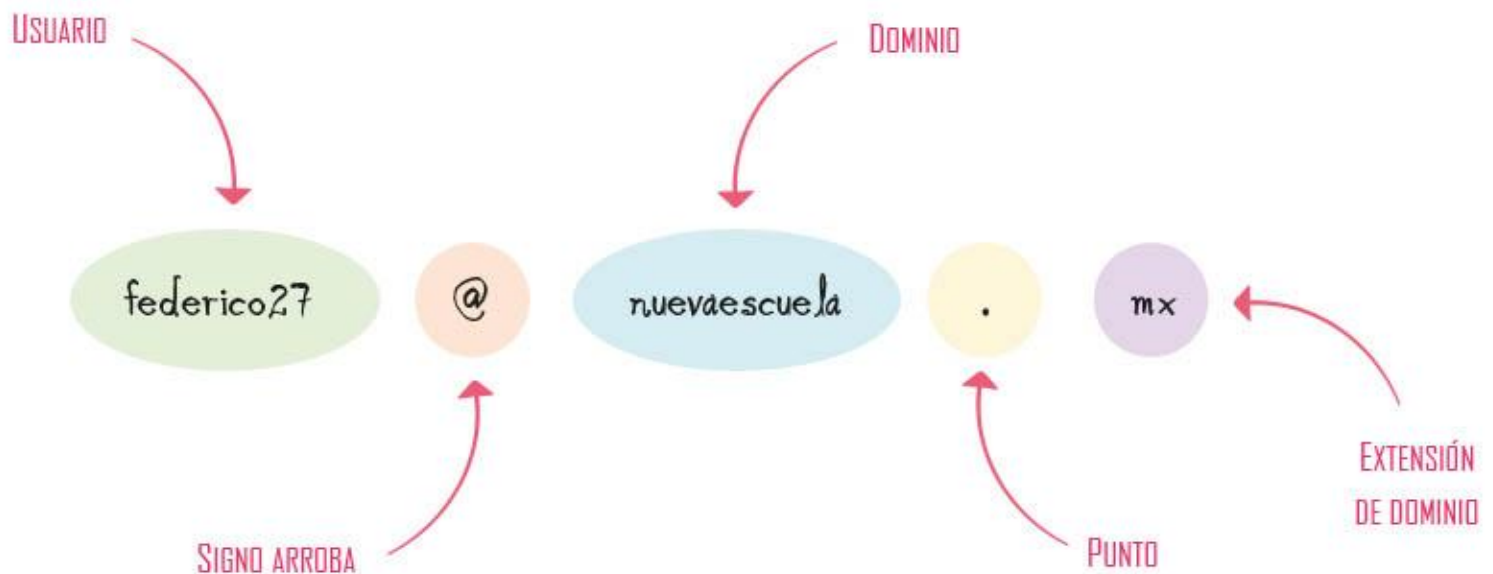 USUARIO
DOMINIO
federico27 @ nuevaescuela . mx
EXTENSIÓN
DE DOMINIO
SIGNO ARROBA
PUNTO